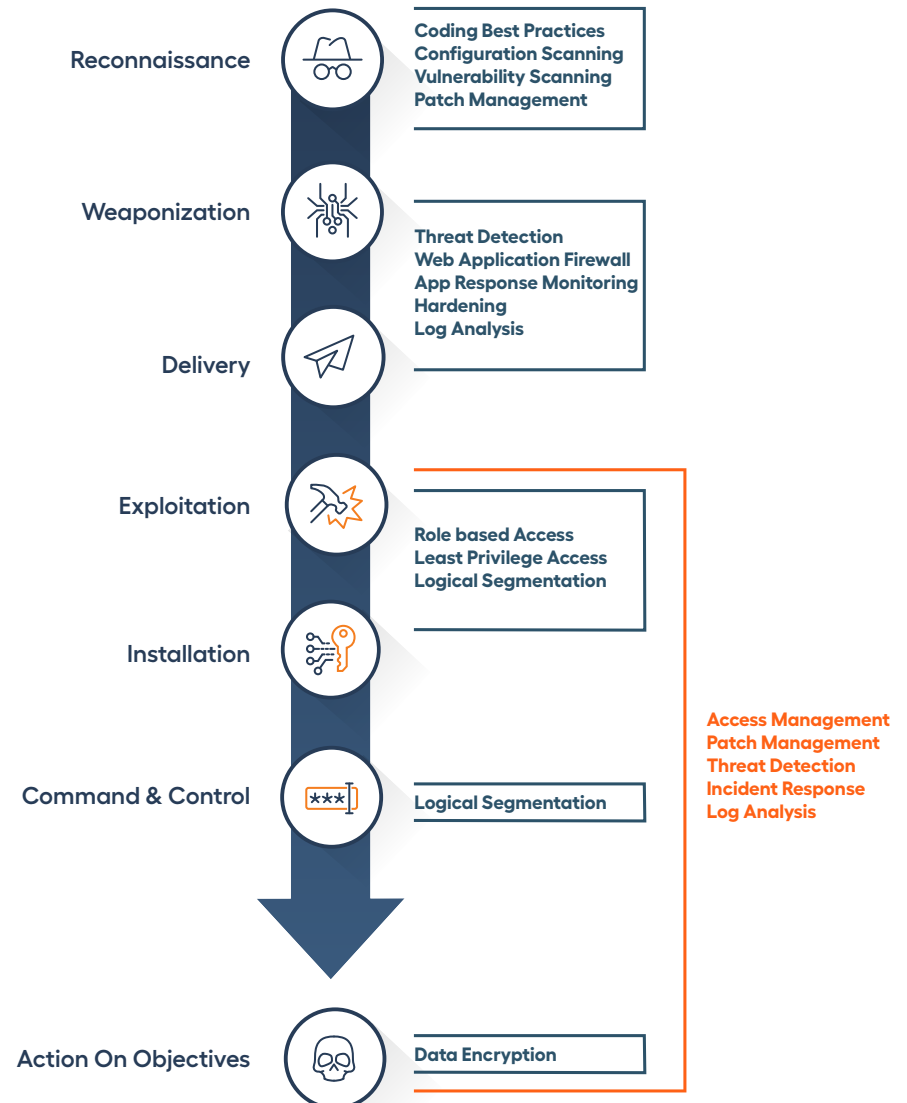 Reconnaissance
Coding Best Practices
Configuration Scanning
Vulnerability Scanning
Patch Management
Weaponization
Threat Detection
Web Application Firewall
App Response Monitoring
Hardening
Log Analysis
Delivery
Exploitation
Role based Access
Least Privilege Access
Logical Segmentation
Installation
Access Management
Patch Management
Threat Detection
Incident Response
Log Analysis
Command & Control
***
Logical Segmentation
Action On Objectives
Data Encryption